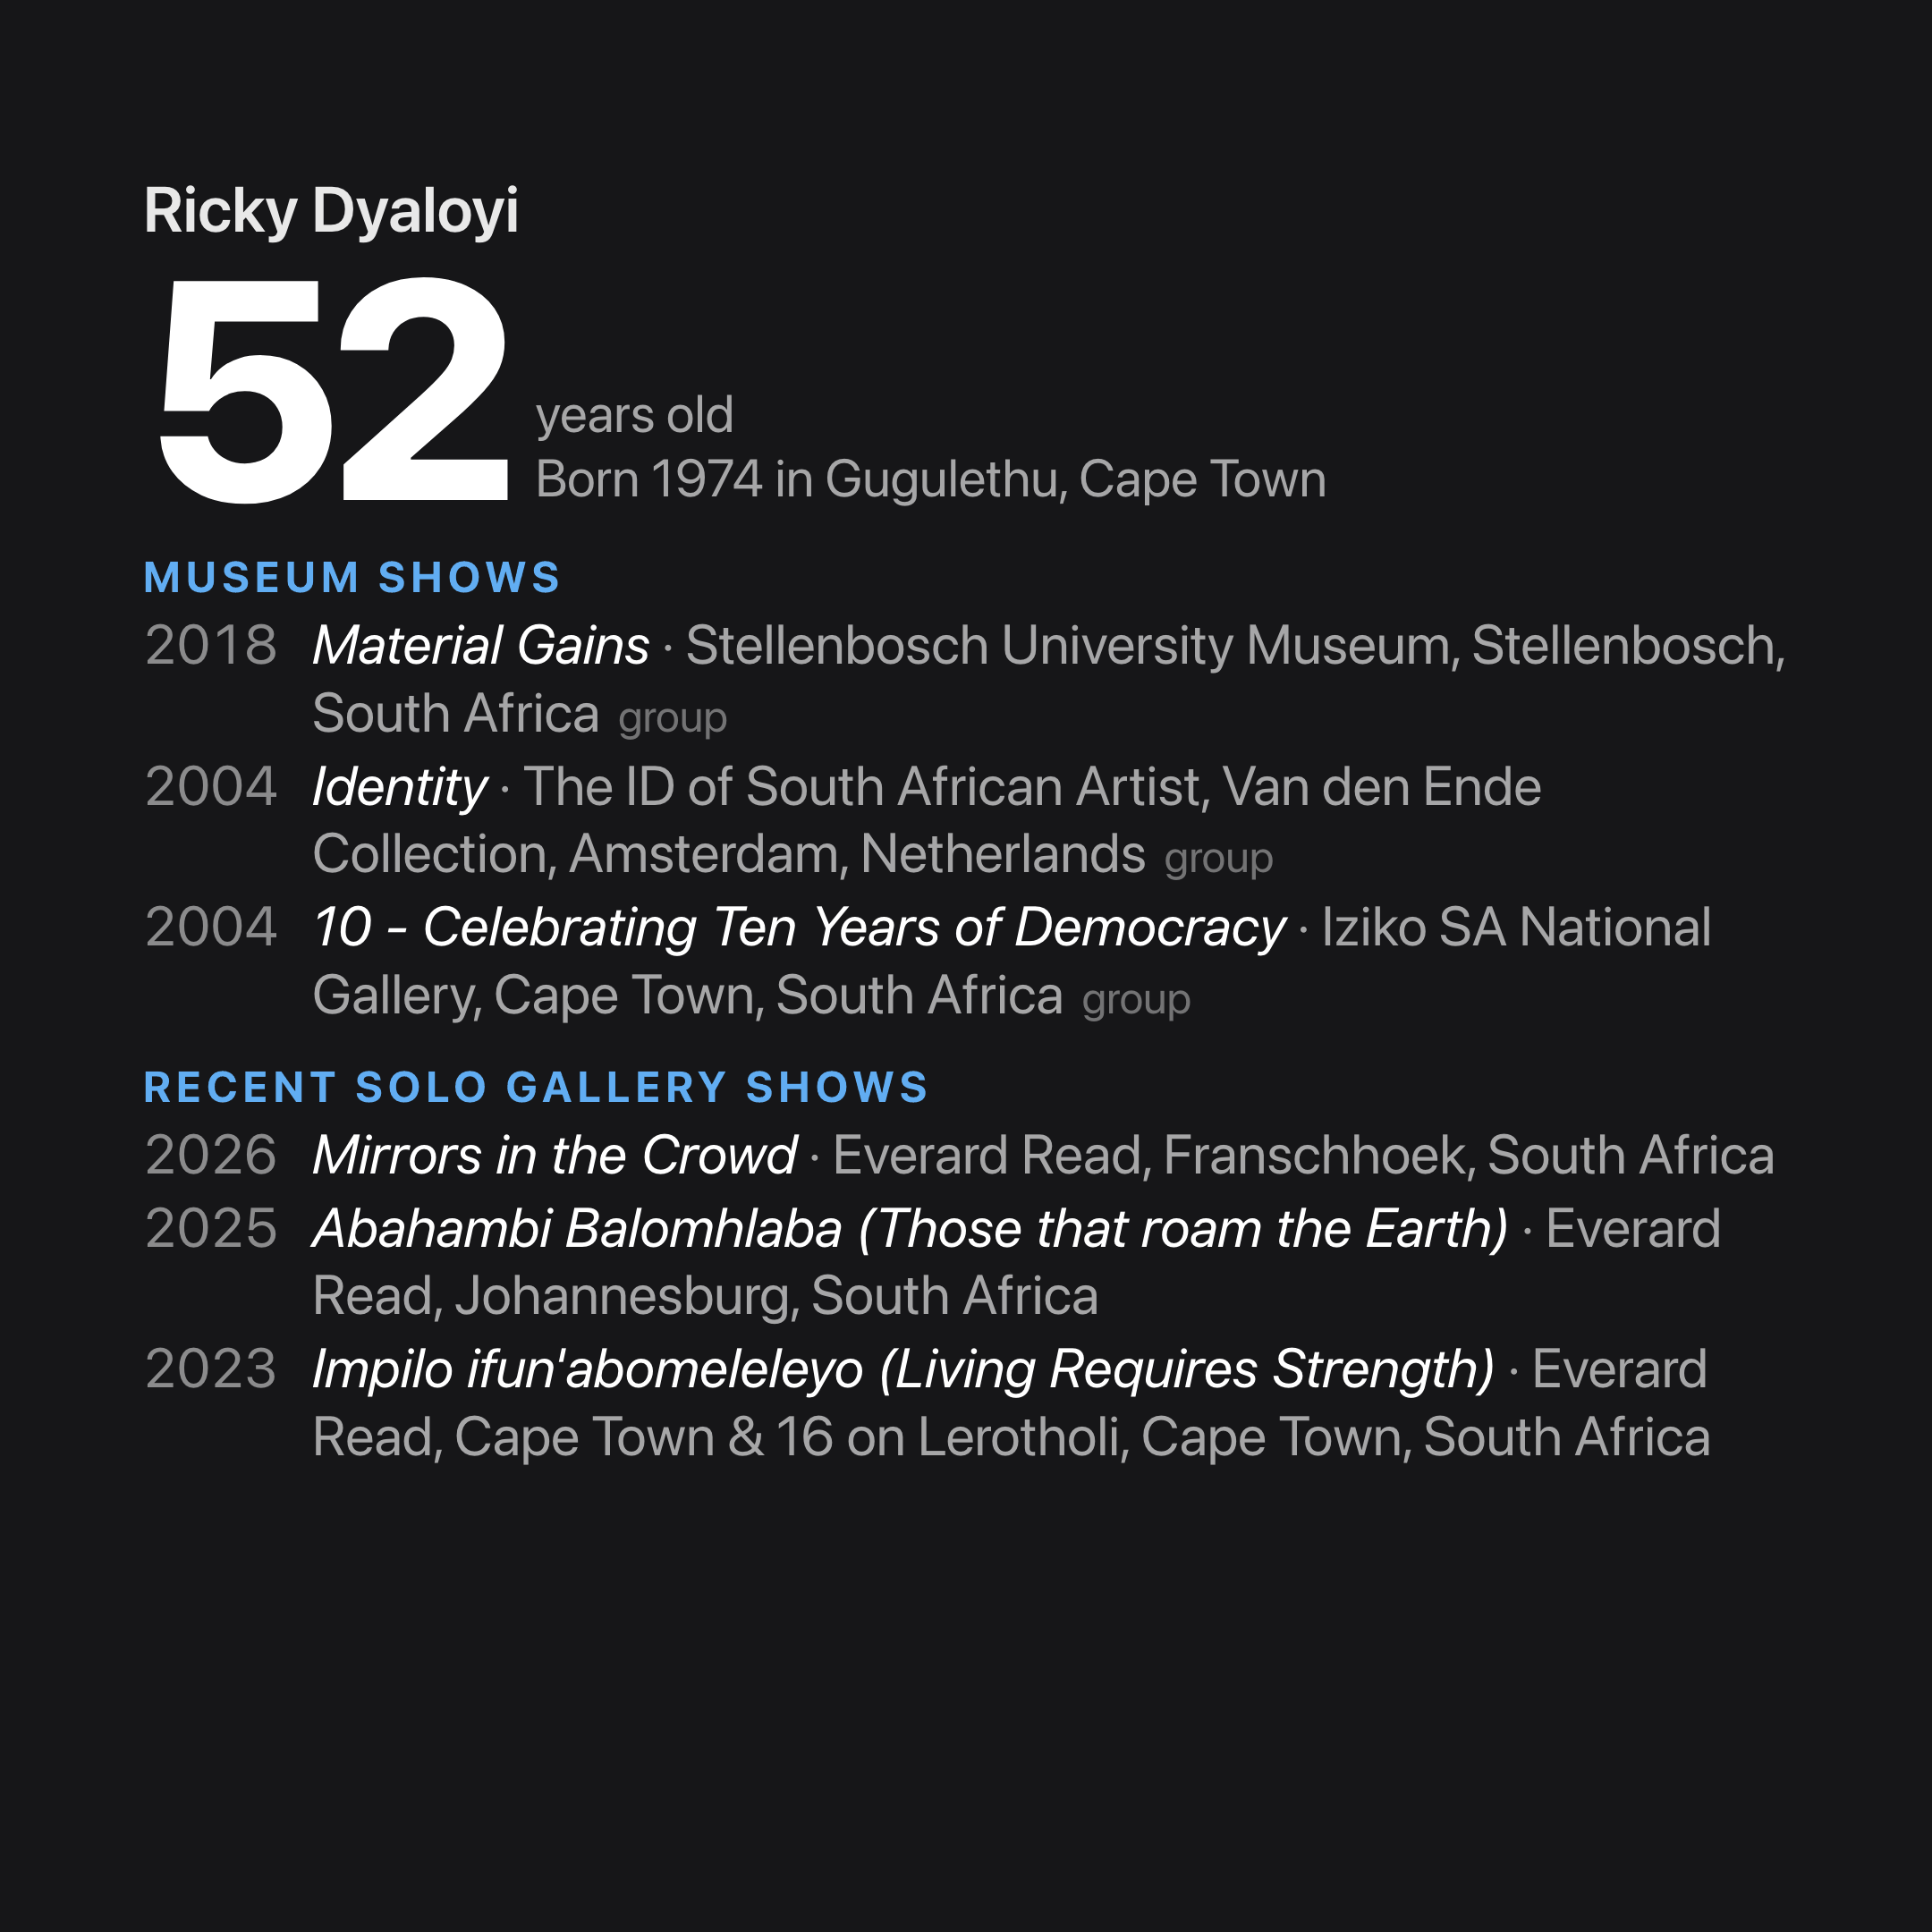 Ricky Dyaloyi
52
years old
Born 1974 in Gugulethu, Cape Town
MUSEUM SHOWS
2018 Material Gains · Stellenbosch University Museum, Stellenbosch,
South Africa group
2004 Identity · The ID of South African Artist, Van den Ende
Collection, Amsterdam, Netherlands group
2004 10 - Celebrating Ten Years of Democracy · Iziko SA National
Gallery, Cape Town, South Africa group
RECENT SOLO GALLERY SHOWS
2026 Mirrors in the Crowd · Everard Read, Franschhoek, South Africa
2025 Abahambi Balomhlaba (Those that roam the Earth) · Everard
Read, Johannesburg, South Africa
2023 Impilo ifun'abomeleleyo (Living Requires Strength) · Everard
Read, Cape Town & 16 on Lerotholi, Cape Town, South Africa